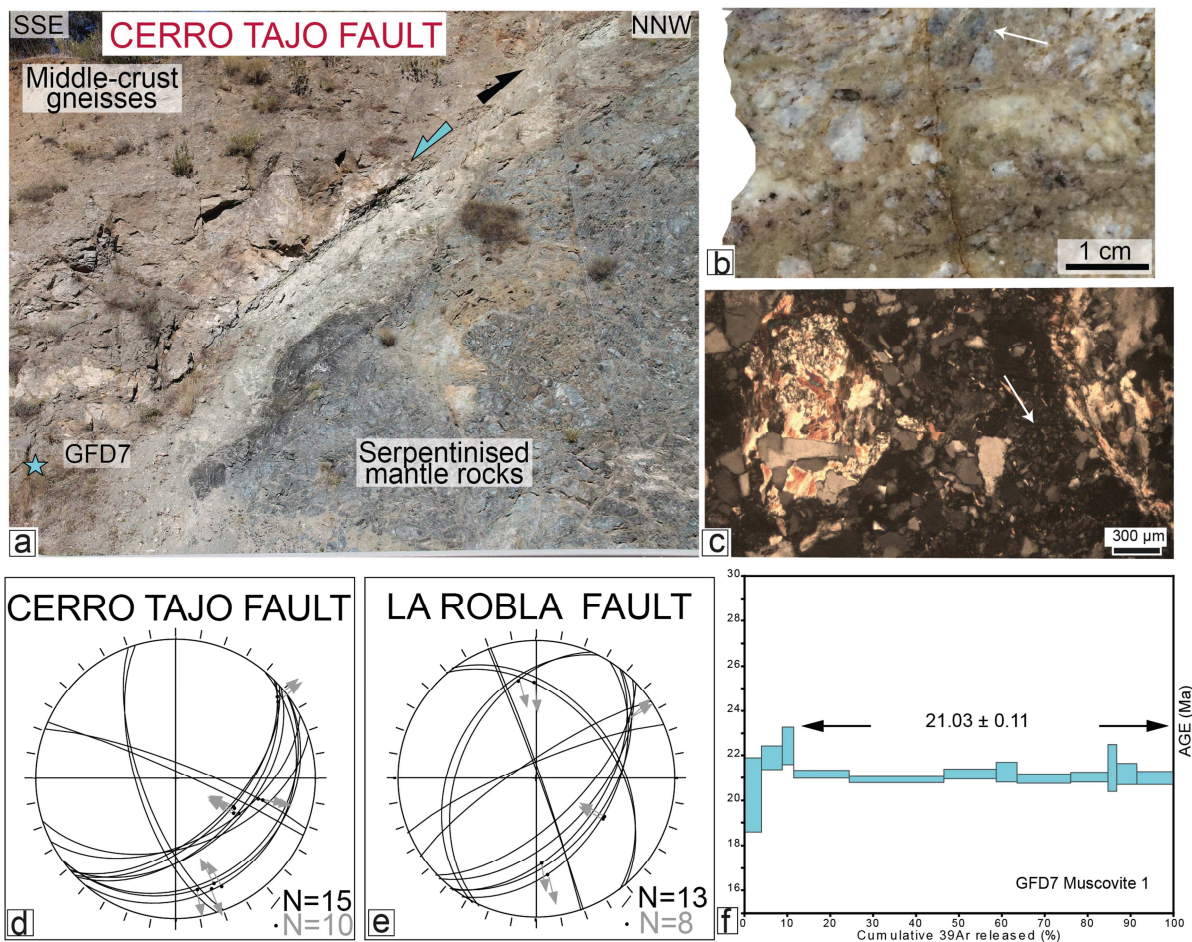 SSE
CERRO TAJO FAULT
NNW
Middle-crust
gneisses
GFD7
Serpentinised
mantle rocks
a
1 cm
b
300 µm
c
CERRO TAJO FAULT
N=15
N=10
d
LA ROBLA FAULT
N=13
N=8
e
30
28
26
24
22
21
20
18
16
15
AGE (Ma)
21.03 ± 0.11
GFD7 Muscovite 1
0 10 20 30 40 50 60 70 80 90 100
Cumulative 39Ar released (%)
f